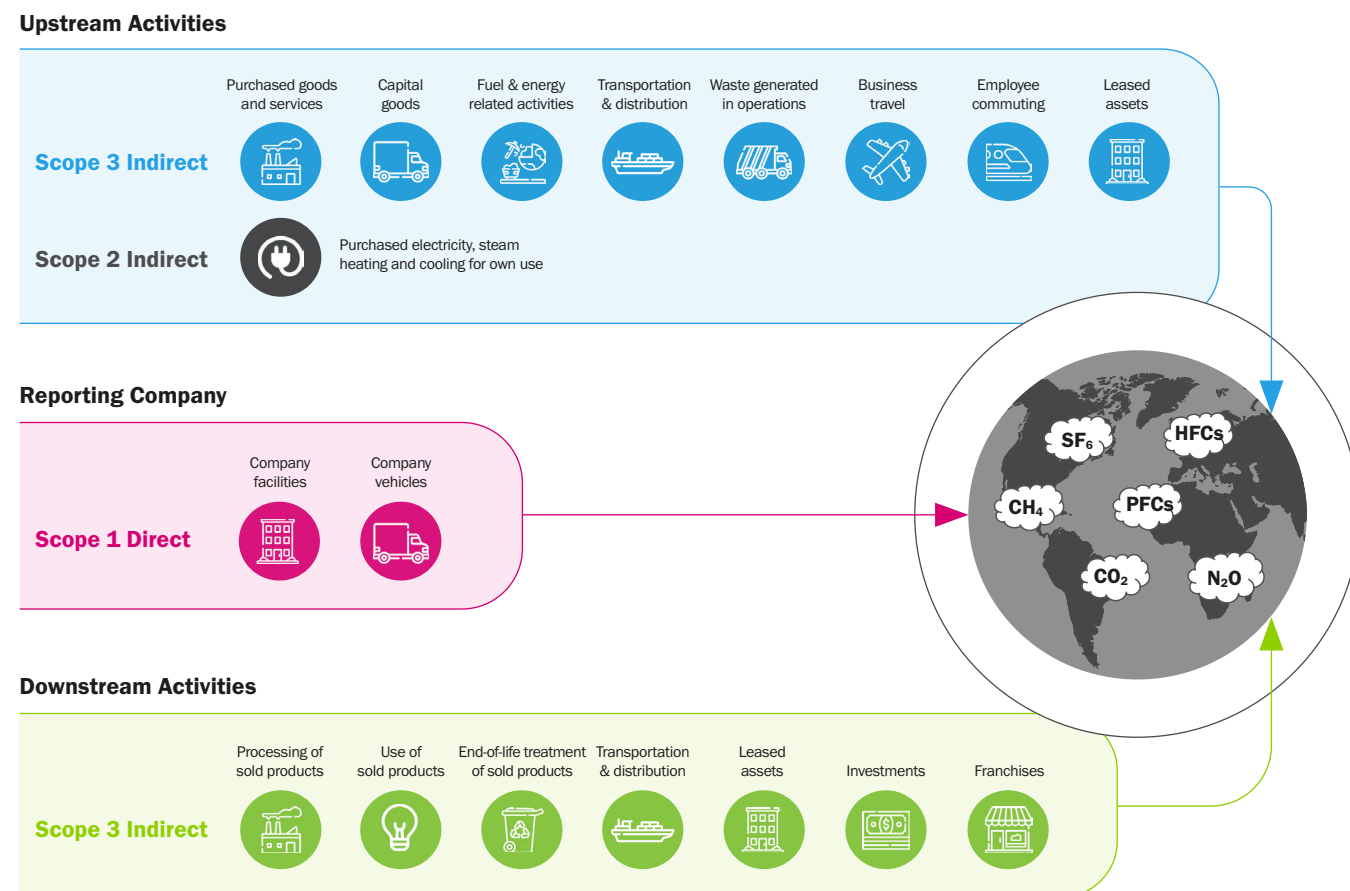 Upstream Activities
Purchased goods
and services
Capital
goods
Fuel & energy
related activities
Transportation
& distribution
Waste generated
in operations
Business
travel
Employee
commuting
Leased
assets
Scope 3 Indirect
Scope 2 Indirect
Purchased electricity, steam
heating and cooling for own use
Reporting Company
Company
facilities
Company
vehicles
Scope 1 Direct
SF₆
HFCs
CH₄
PFCs
CO₂
N₂O
Downstream Activities
Processing of
sold products
Use of
sold products
End-of-life treatment
of sold products
Transportation
& distribution
Leased
assets
Investments
Franchises
Scope 3 Indirect